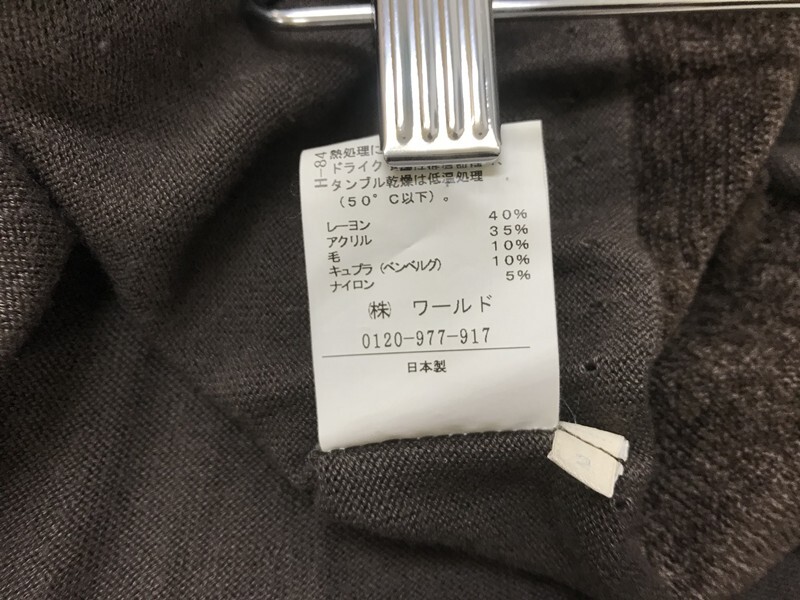 H-84
熱処理に
ドライク
タンブル乾燥は低温処理
(50°C以下)。
レーヨン 40%
アクリル 35%
毛 10%
キュプラ(ベンベルグ) 10%
ナイロン 5%
㈱ ワールド
0120-977-917
日本製